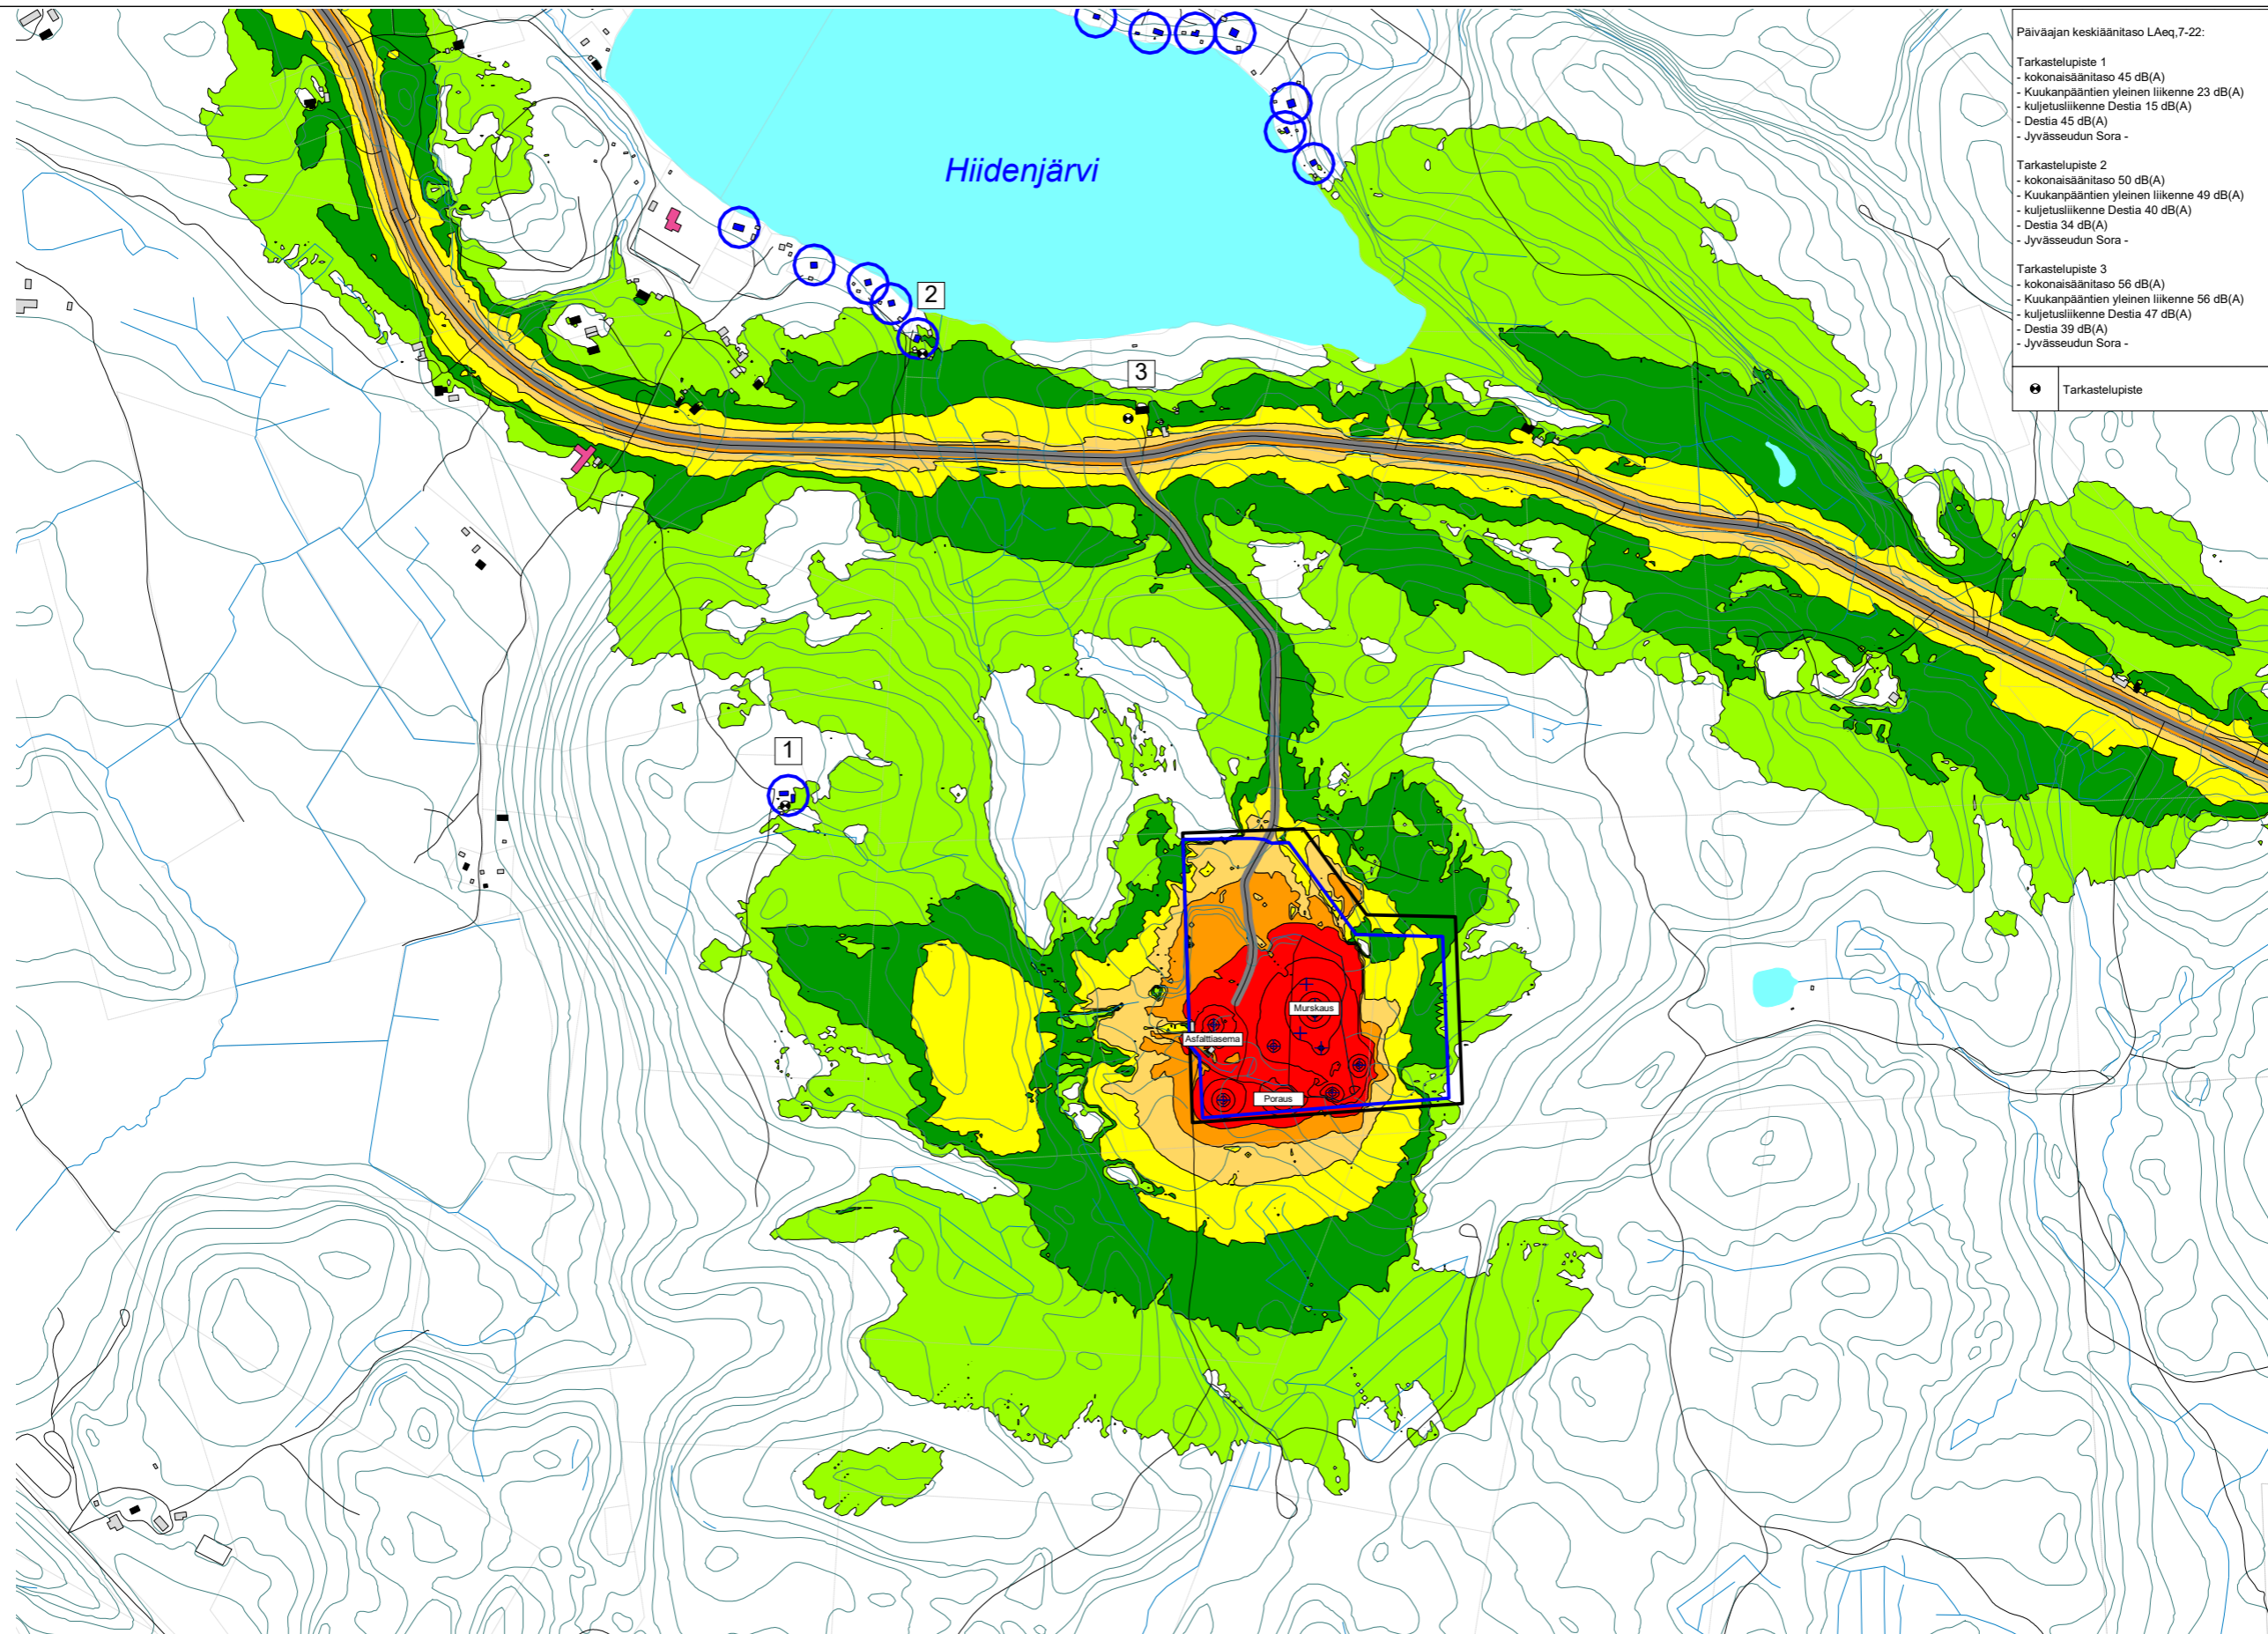 Päiväajan keskiäänitaso LAeq,7-22:
Tarkastelupiste 1
- kokonaisäänitaso 45 dB(A)
- Kuukanpääntien yleinen liikenne 23 dB(A)
- kuljetusliikenne Destia 15 dB(A)
- Destia 45 dB(A)
- Jyvässeudun Sora -
Tarkastelupiste 2
- kokonaisäänitaso 50 dB(A)
- Kuukanpääntien yleinen liikenne 49 dB(A)
- kuljetusliikenne Destia 40 dB(A)
- Destia 34 dB(A)
- Jyvässeudun Sora -
Tarkastelupiste 3
- kokonaisäänitaso 56 dB(A)
- Kuukanpääntien yleinen liikenne 56 dB(A)
- kuljetusliikenne Destia 47 dB(A)
- Destia 39 dB(A)
- Jyvässeudun Sora -
Tarkastelupiste
Hiidenjärvi
2
3
1
Murskaus
Asfalttiasema
Poraus